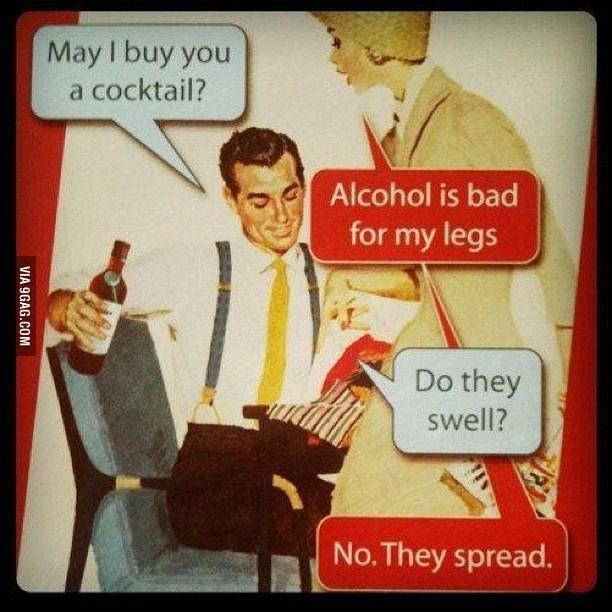 May I buy you
a cocktail?
Alcohol is bad
for my legs
Do they
swell?
No. They spread.
VIA 9GAG.COM